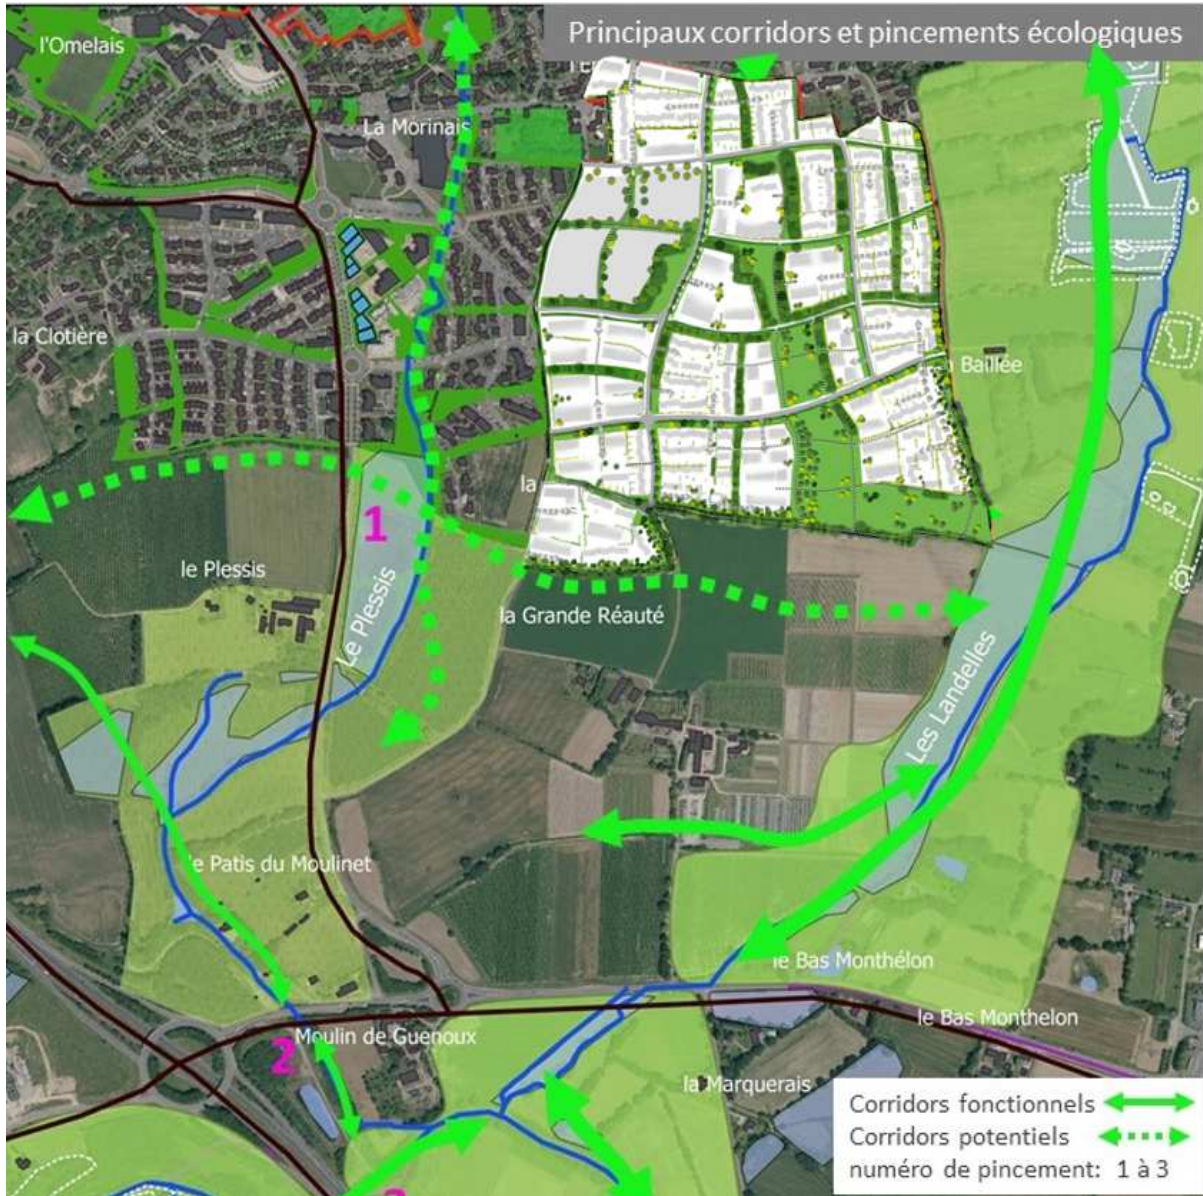 Principaux corridors et pincements écologiques
l'Omelais
La Morinais
la Clotière
Baillée
la
1
le Plessis
Le Plessis
la Grande Réauté
Les Landelles
le Patis du Moulinet
le Bas Monthélon
le Bas Monthelon
Moulin de Guénoux
2
la Marquerais
Corridors fonctionnels
Corridors potentiels
numéro de pincement: 1 à 3